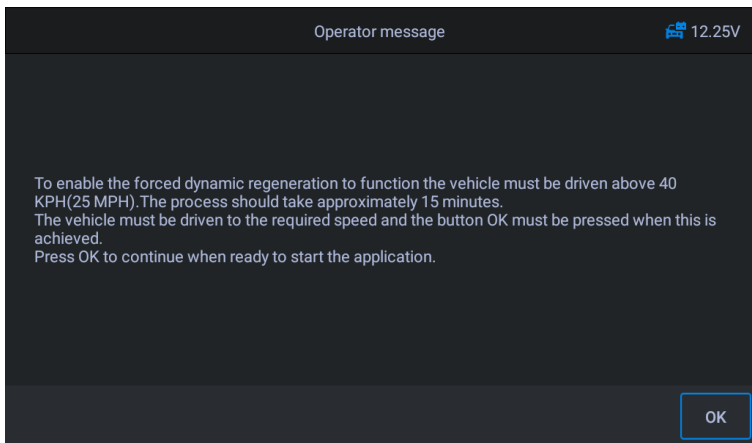 Operator message
12.25V
To enable the forced dynamic regeneration to function the vehicle must be driven above 40
KPH(25 MPH).The process should take approximately 15 minutes.
The vehicle must be driven to the required speed and the button OK must be pressed when this is
achieved.
Press OK to continue when ready to start the application.
OK